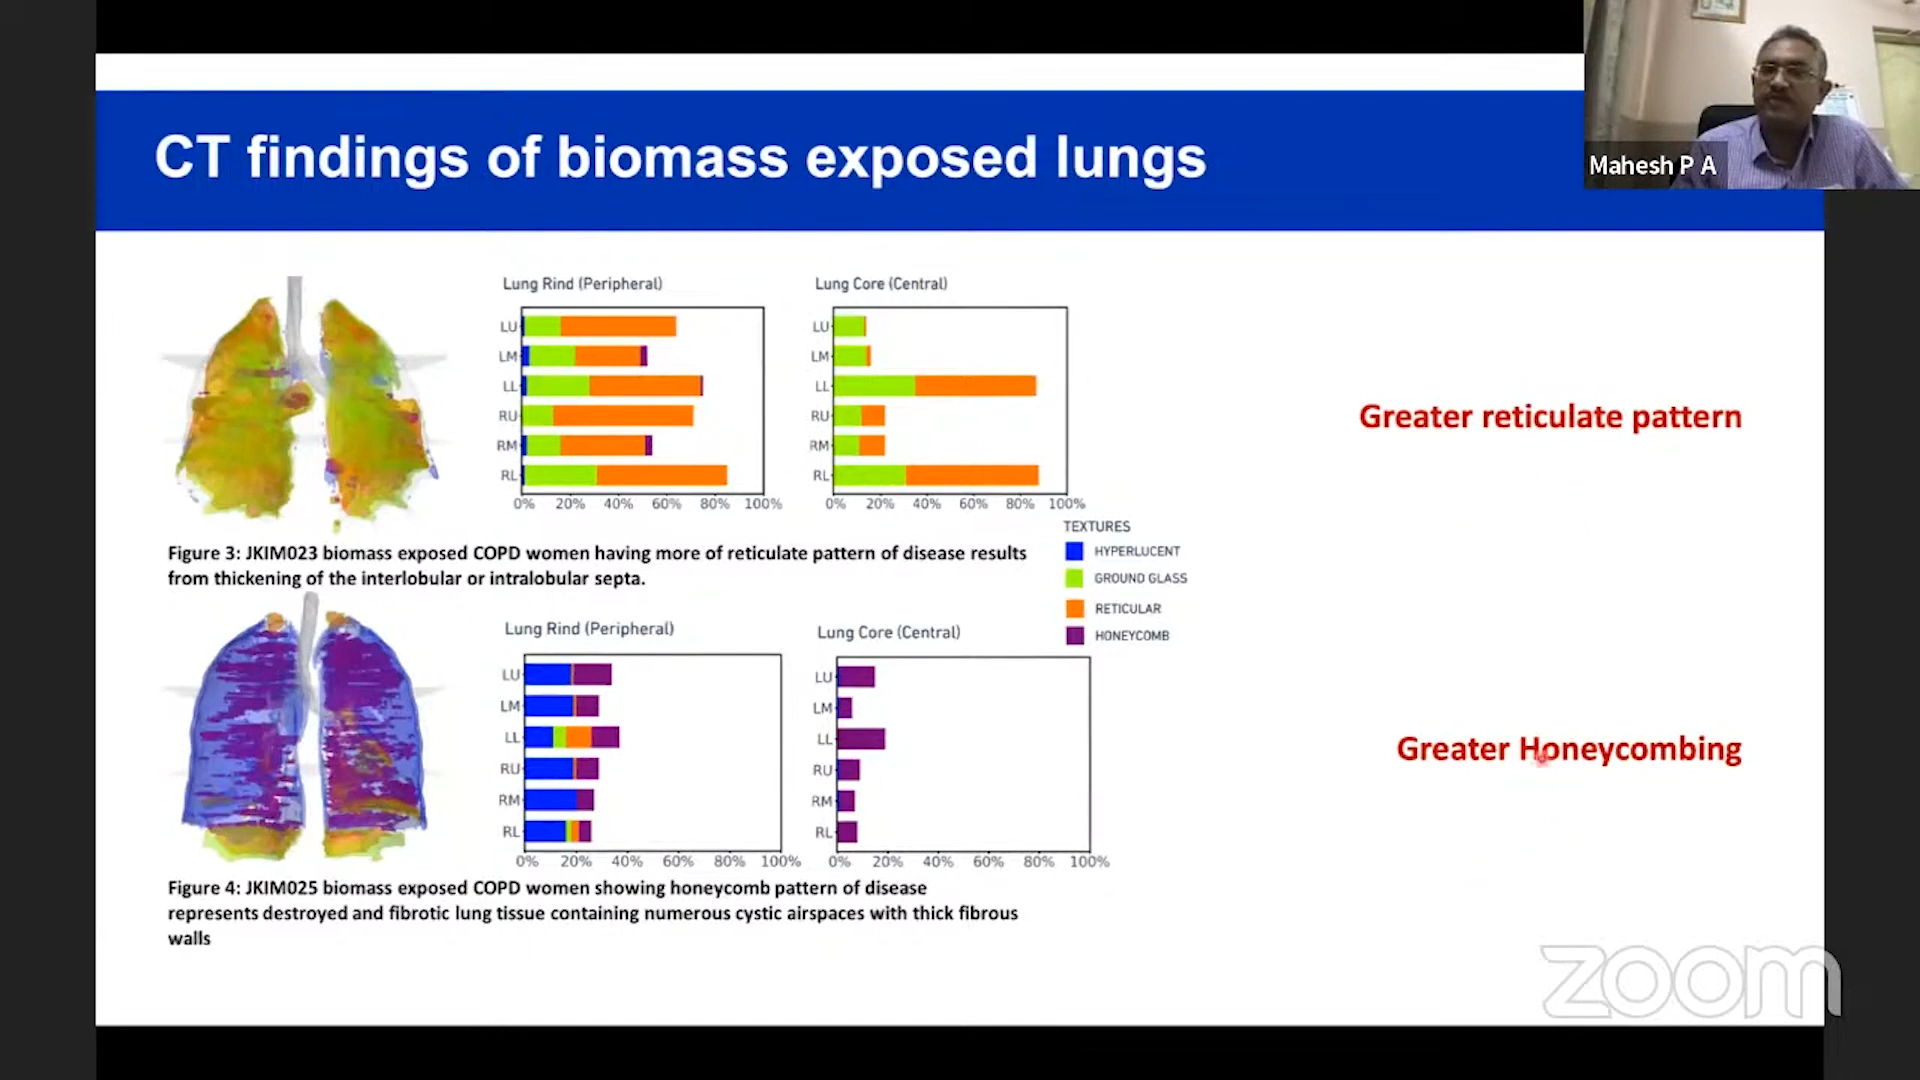 CT findings of biomass exposed lungs
Mahesh P A
Lung Rind (Peripheral)
LU
LM
LL
RU
RM
RL
0% 20% 40% 60% 80% 100%
Lung Core (Central)
LU
LM
LL
RU
RM
RL
0% 20% 40% 60% 80% 100%
Greater reticulate pattern
TEXTURES
HYPERLUCENT
GROUND GLASS
RETICULAR
HONEYCOMB
Figure 3: JKIM023 biomass exposed COPD women having more of reticulate pattern of disease results
from thickening of the interlobular or intralobular septa.
Lung Rind (Peripheral)
LU
LM
LL
RU
RM
RL
0% 20% 40% 60% 80% 100%
Lung Core (Central)
LU
LM
LL
RU
RM
RL
0% 20% 40% 60% 80% 100%
Greater Honeycombing
Figure 4: JKIM025 biomass exposed COPD women showing honeycomb pattern of disease
represents destroyed and fibrotic lung tissue containing numerous cystic airspaces with thick fibrous
walls
zoom